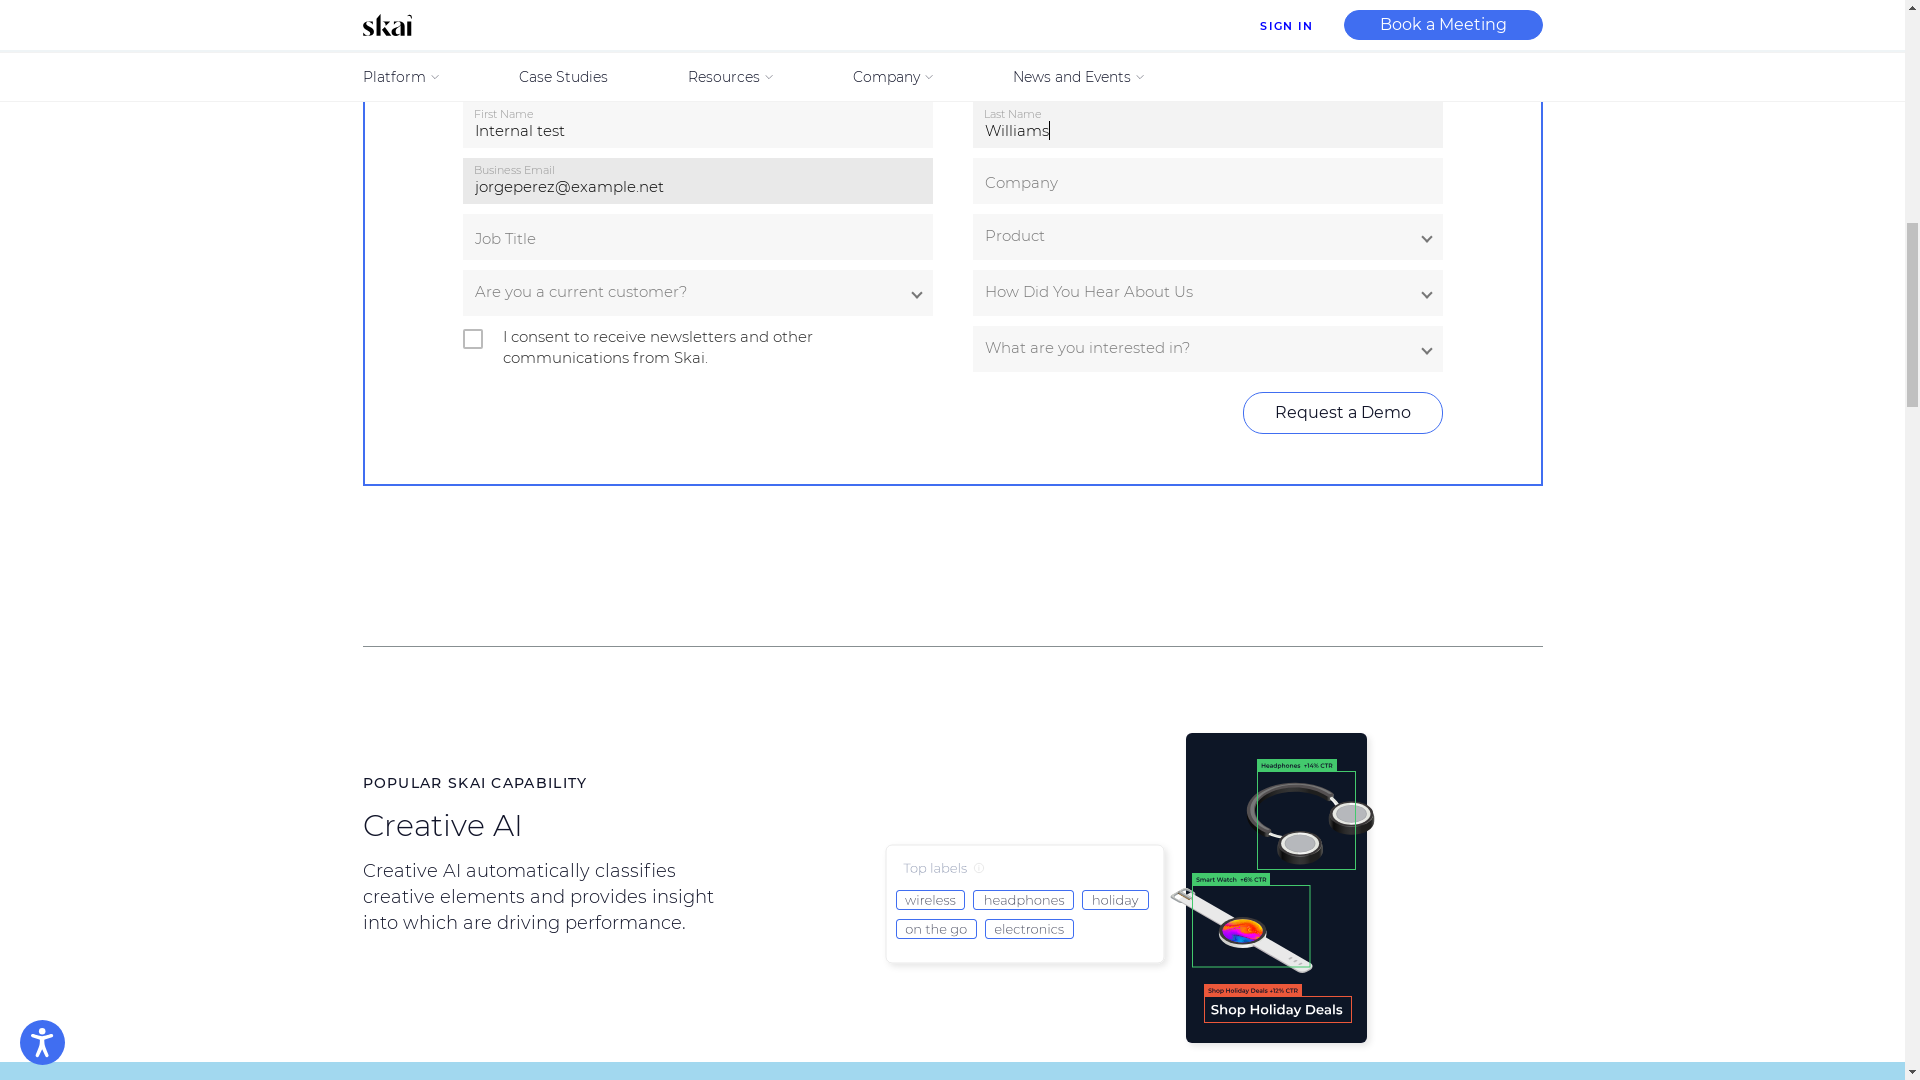 skai
SIGN IN
Book a Meeting
Platform
Case Studies
Resources
Company
News and Events
First Name
Internal test
Last Name
Williams
Business Email
jorgeperez@example.net
Company
Job Title
Product
Are you a current customer?
How Did You Hear About Us
I consent to receive newsletters and other
communications from Skai.
What are you interested in?
Request a Demo
POPULAR SKAI CAPABILITY
Creative AI
Creative AI automatically classifies
creative elements and provides insight
into which are driving performance.
Top labels
wireless
headphones
holiday
on the go
electronics
Headphones +14% CTR
Smart Watch +6% CTR
Shop Holiday Deals +12% CTR
Shop Holiday Deals